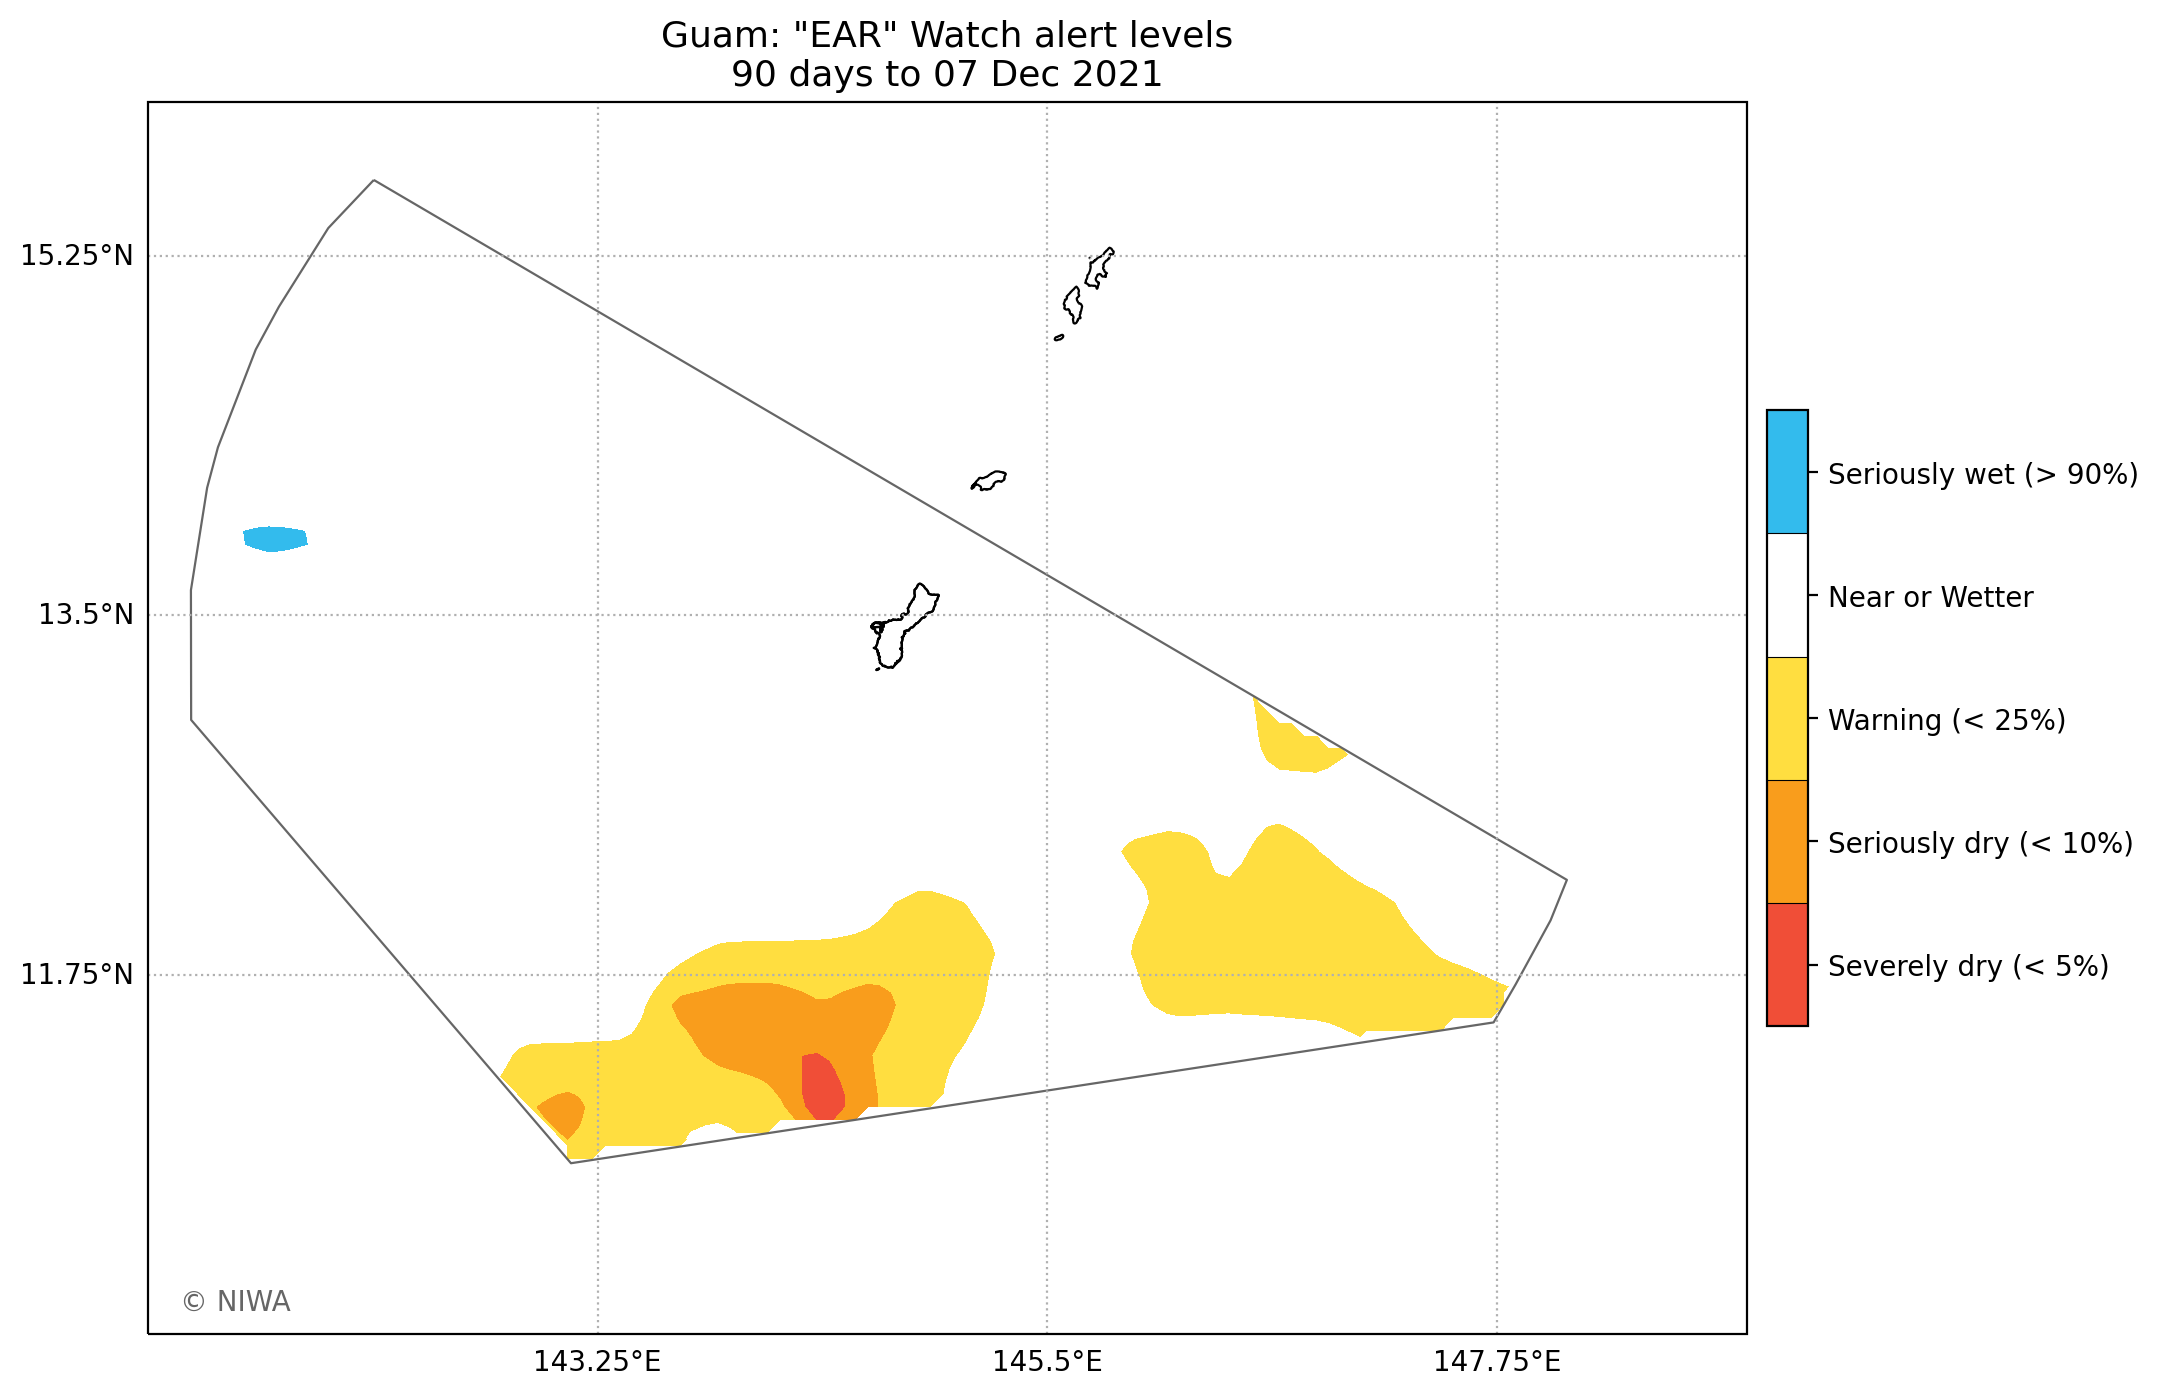 Guam: "EAR" Watch alert levels
90 days to 07 Dec 2021
15.25°N
13.5°N
11.75°N
143.25°E
145.5°E
147.75°E
Seriously wet (> 90%)
Near or Wetter
Warning (< 25%)
Seriously dry (< 10%)
Severely dry (< 5%)
© NIWA